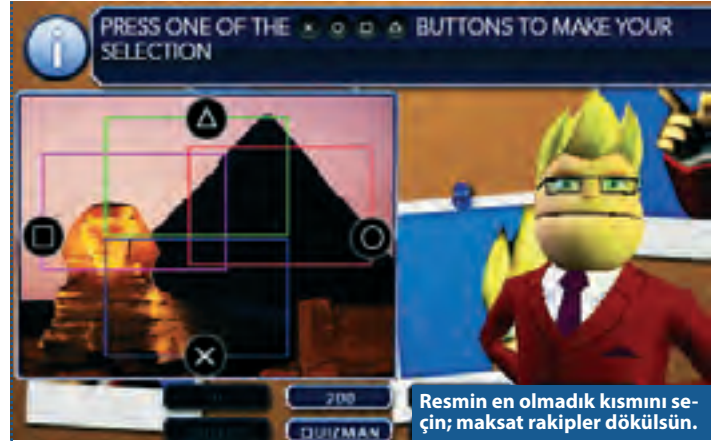 PRESS ONE OF THE × ○ □ △ BUTTONS TO MAKE YOUR
SELECTION
200
QUIZMAN
Resmin en olmadık kısmını se-
çin; maksat rakipler dökülsün.